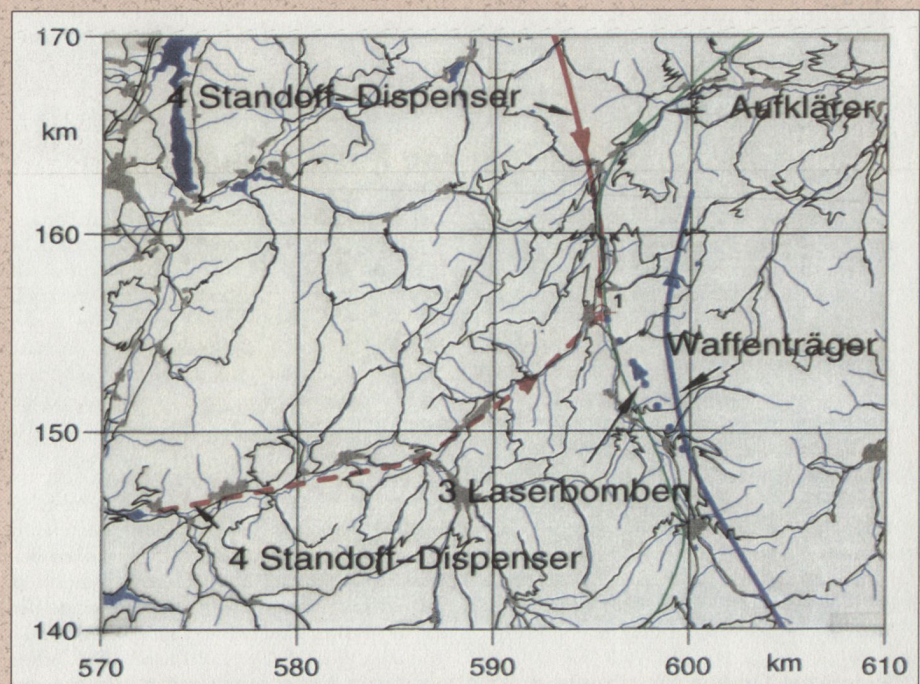 170
4 Standoff-Dispenser
Aufklärer
km
160
1
Waffenträger
150
3 Laserbomben
4 Standoff-Dispenser
140
570
580
590
600
km
610